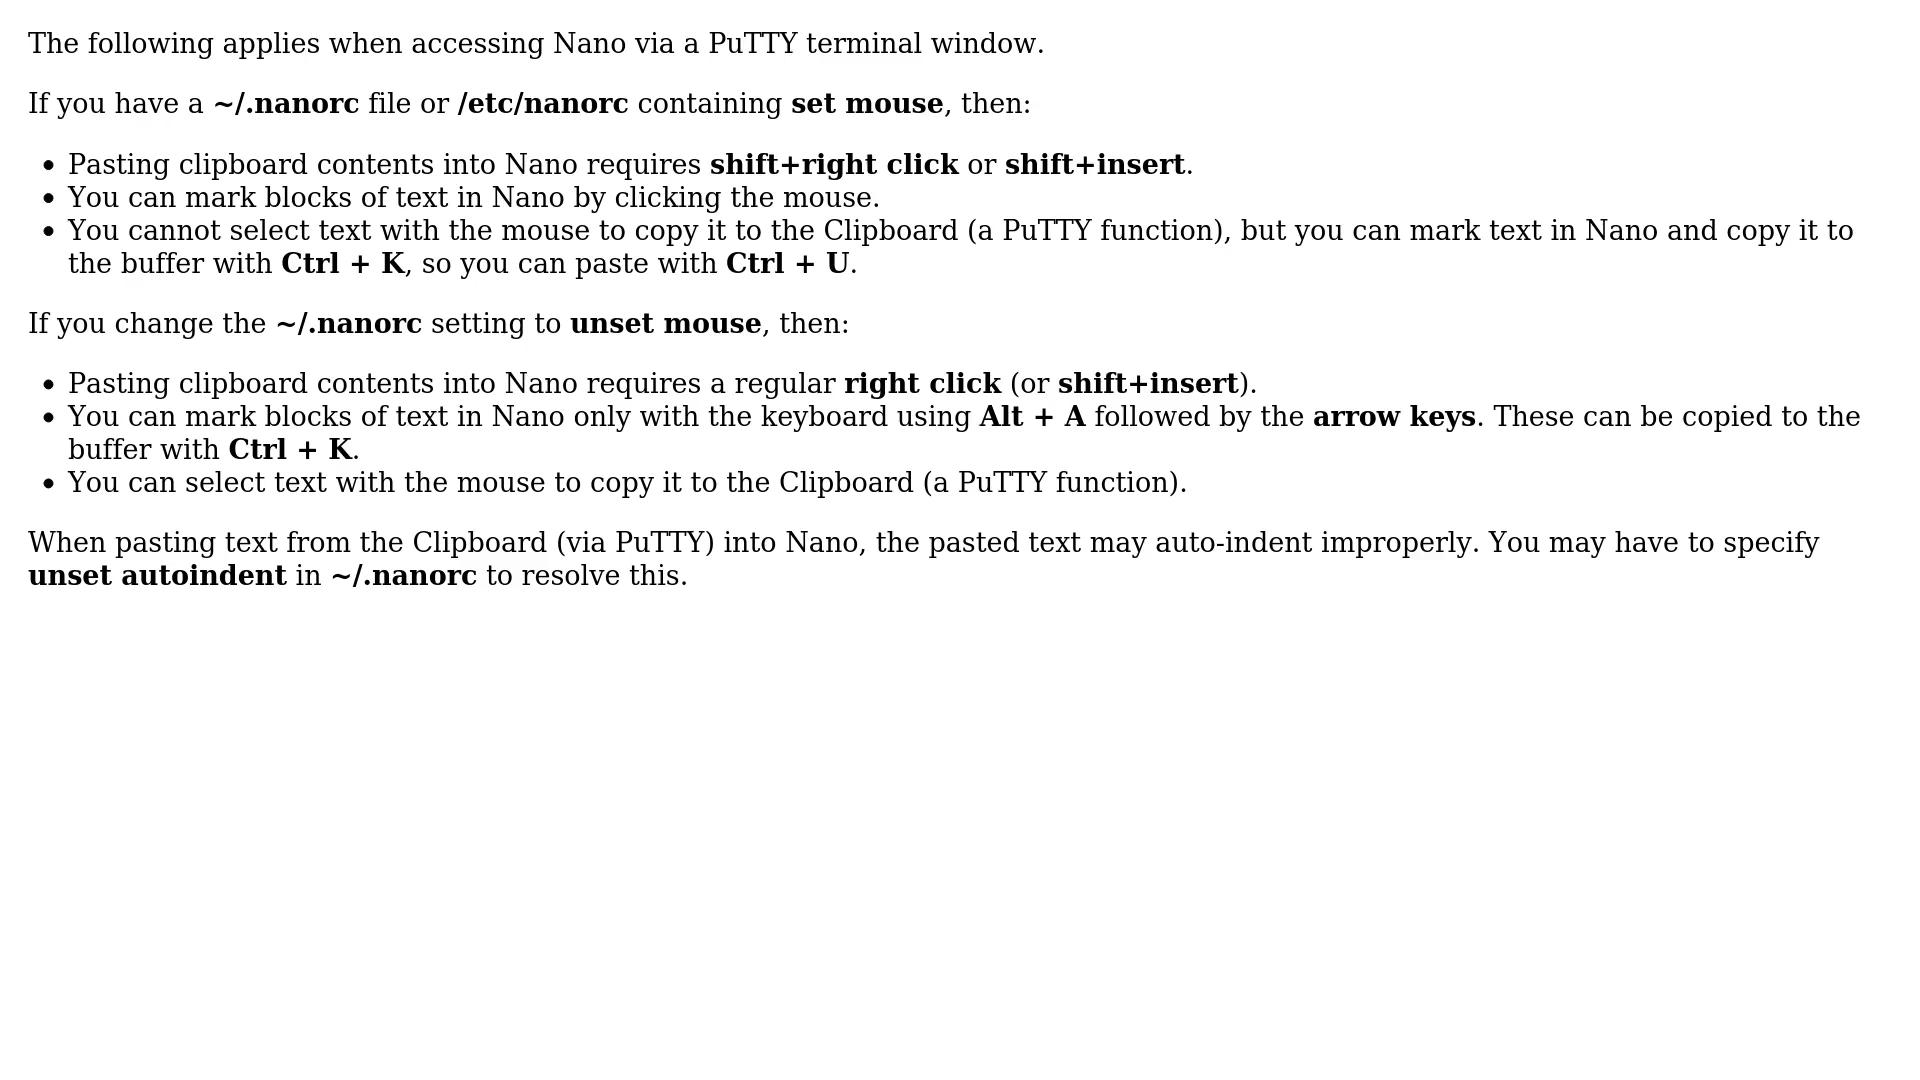 The following applies when accessing Nano via a PuTTY terminal window.
If you have a ~/.nanorc file or /etc/nanorc containing set mouse, then:
• Pasting clipboard contents into Nano requires shift+right click or shift+insert.
• You can mark blocks of text in Nano by clicking the mouse.
• You cannot select text with the mouse to copy it to the Clipboard (a PuTTY function), but you can mark text in Nano and copy it to
the buffer with Ctrl + K, so you can paste with Ctrl + U.
If you change the ~/.nanorc setting to unset mouse, then:
• Pasting clipboard contents into Nano requires a regular right click (or shift+insert).
• You can mark blocks of text in Nano only with the keyboard using Alt + A followed by the arrow keys. These can be copied to the
buffer with Ctrl + K.
• You can select text with the mouse to copy it to the Clipboard (a PuTTY function).
When pasting text from the Clipboard (via PuTTY) into Nano, the pasted text may auto-indent improperly. You may have to specify
unset autoindent in ~/.nanorc to resolve this.